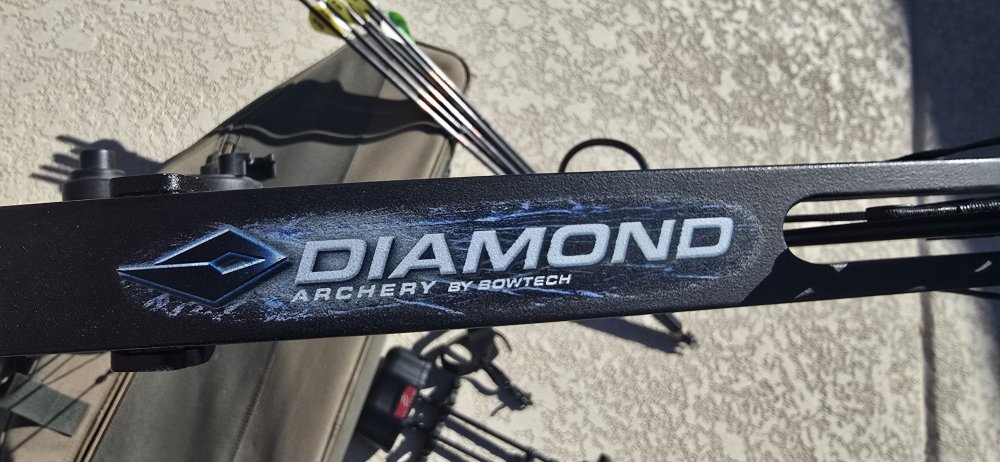 DIAMOND
ARCHERY BY BOWTECH